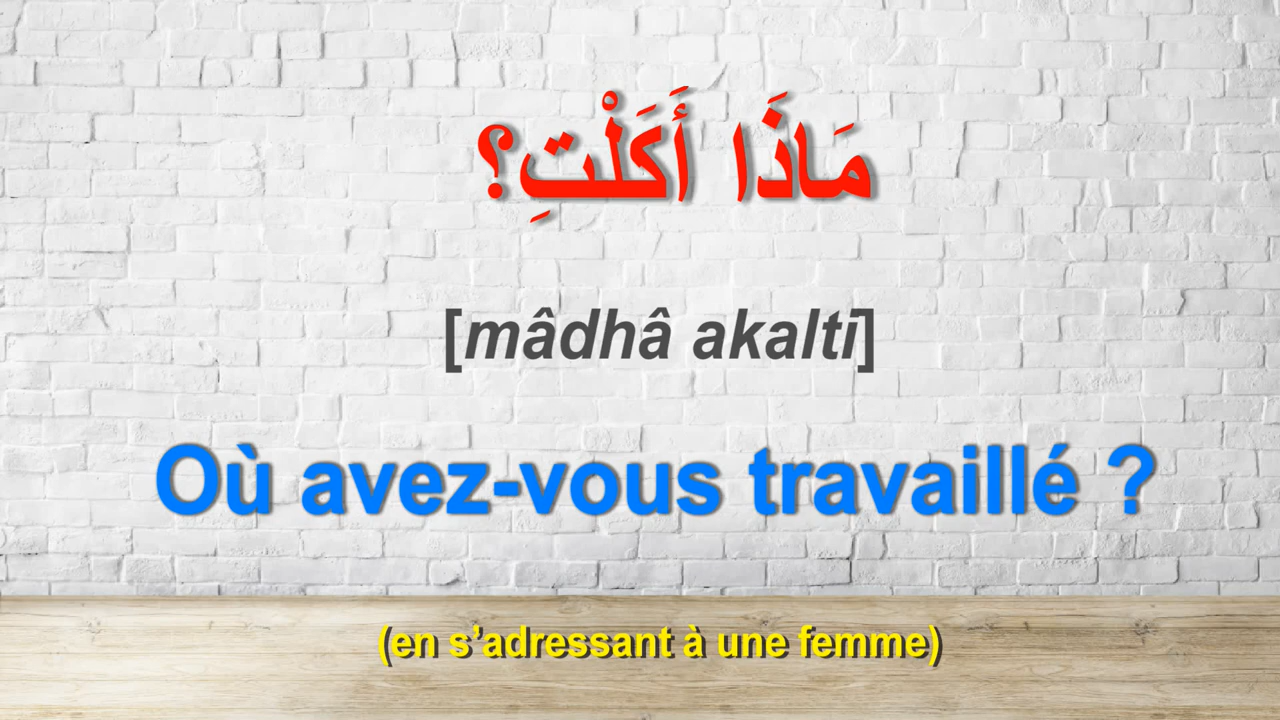 مَاذَا أَكَلْتِ؟
[mâdhâ akalti]
Où avez-vous travaillé ?
(en s’adressant à une femme)